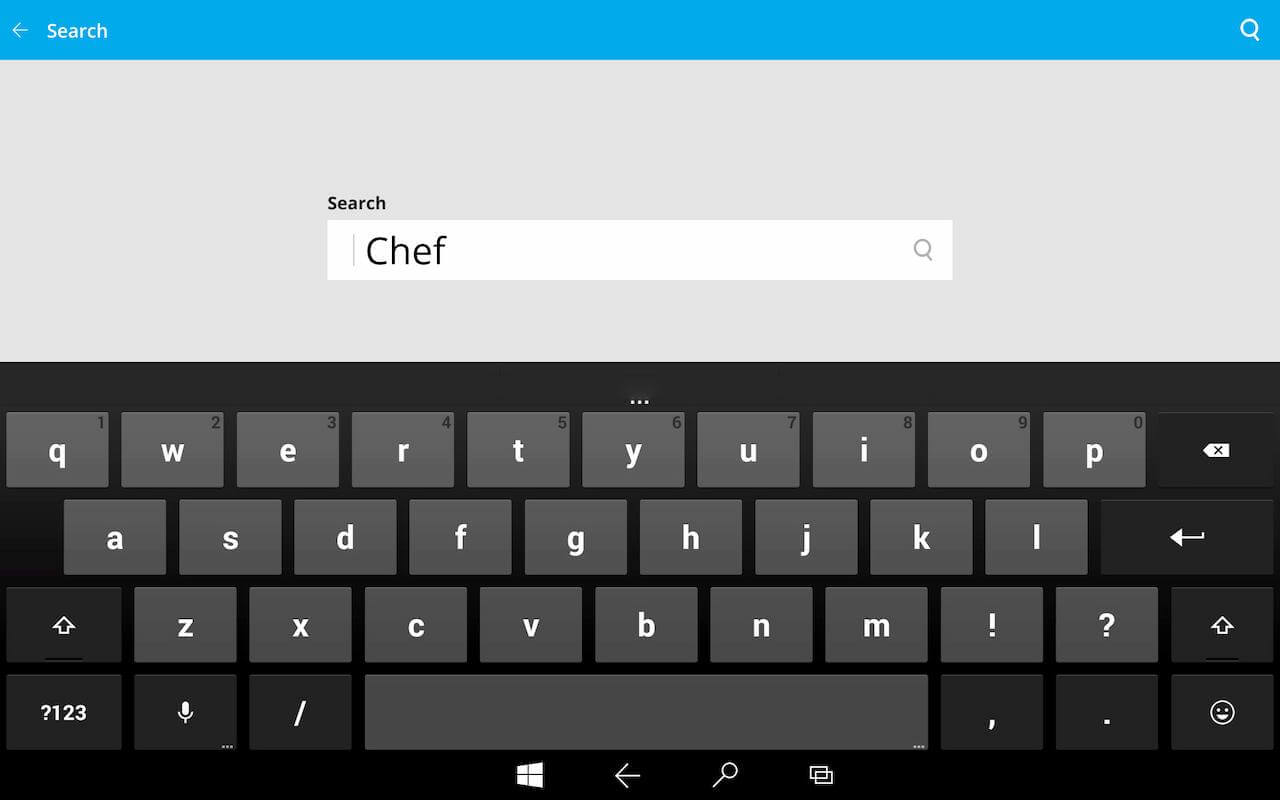 Search
Search
Chef
...
1 2 3 4 5 6 7 8 9 0
q w e r t y u i o p
a s d f g h j k l
z x c v b n m ! ?
?123 / , .
... ...